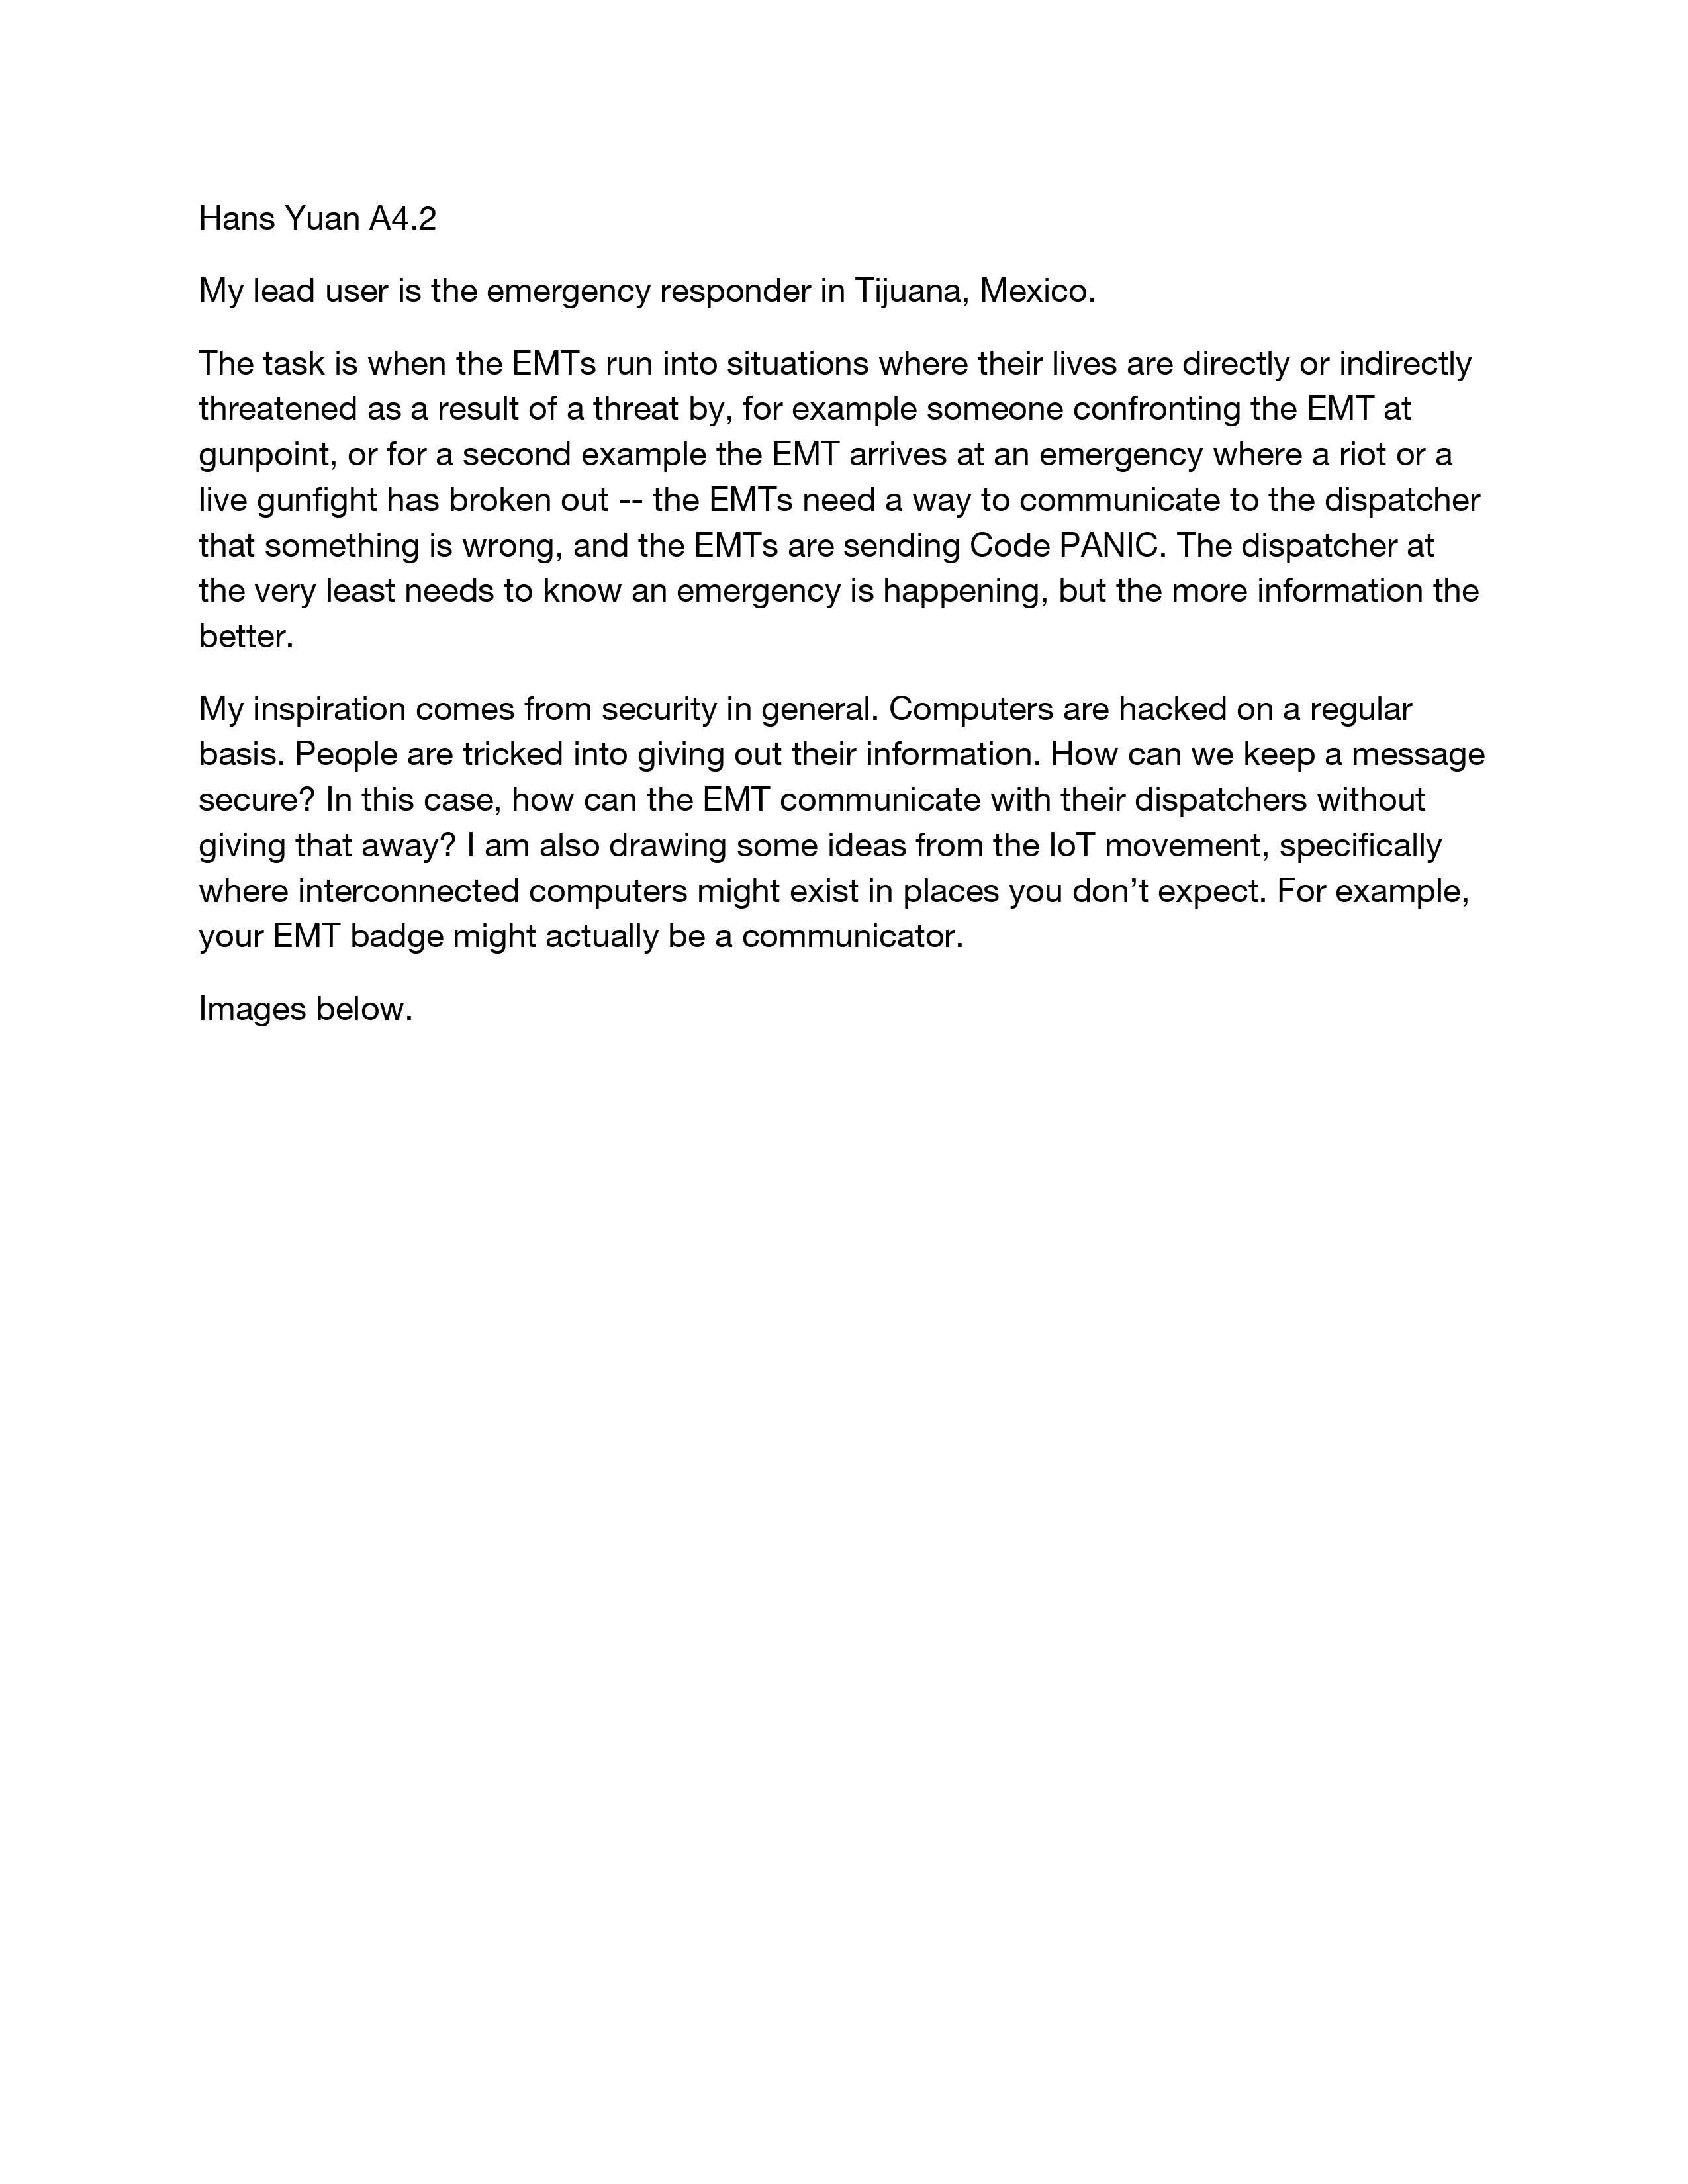 Hans Yuan A4.2
My lead user is the emergency responder in Tijuana, Mexico.
The task is when the EMTs run into situations where their lives are directly or indirectly
threatened as a result of a threat by, for example someone confronting the EMT at
gunpoint, or for a second example the EMT arrives at an emergency where a riot or a
live gunfight has broken out -- the EMTs need a way to communicate to the dispatcher
that something is wrong, and the EMTs are sending Code PANIC. The dispatcher at
the very least needs to know an emergency is happening, but the more information the
better.
My inspiration comes from security in general. Computers are hacked on a regular
basis. People are tricked into giving out their information. How can we keep a message
secure? In this case, how can the EMT communicate with their dispatchers without
giving that away? I am also drawing some ideas from the IoT movement, specifically
where interconnected computers might exist in places you don’t expect. For example,
your EMT badge might actually be a communicator.
Images below.